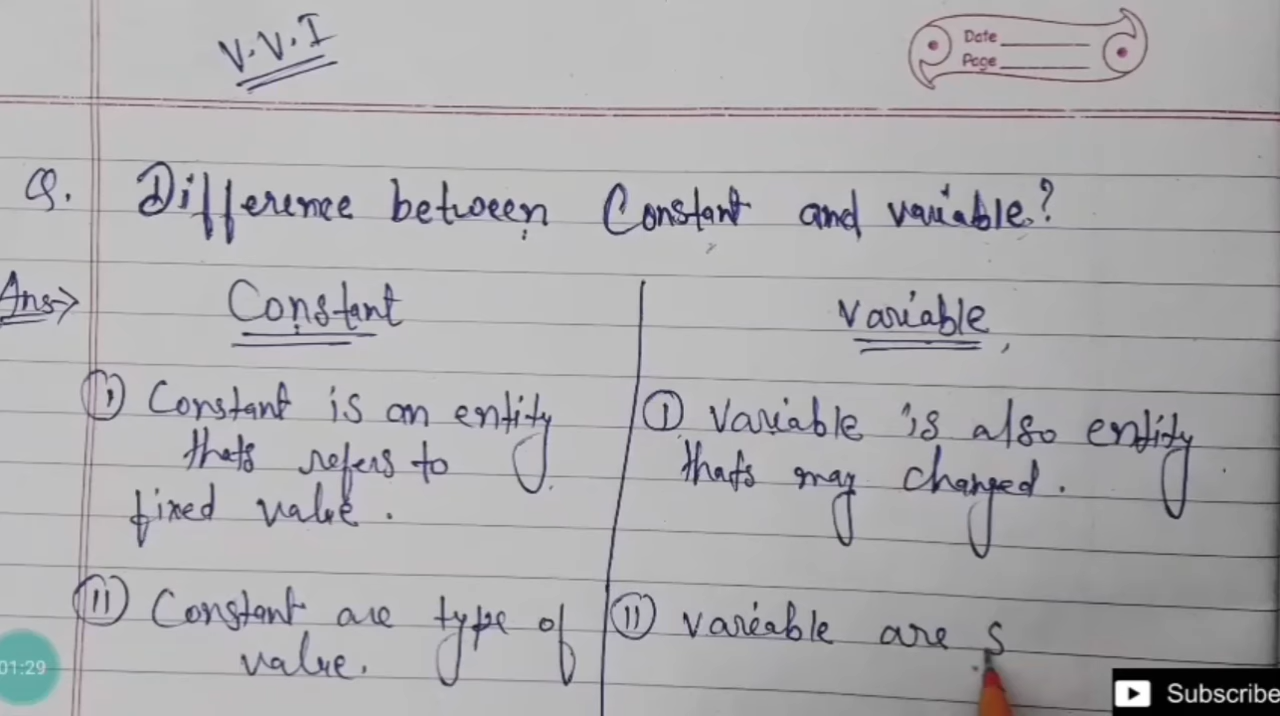 V.V.I
Date
Page
Q. Difference between Constant and variable?
Ans→
Constant
Variable
(i) Constant is an entity
thats refers to
fixed value.
(I) Variable is also entity
thats may changed.
(II) Constant are type of
value.
(II) variable are s
01:29
Subscribe